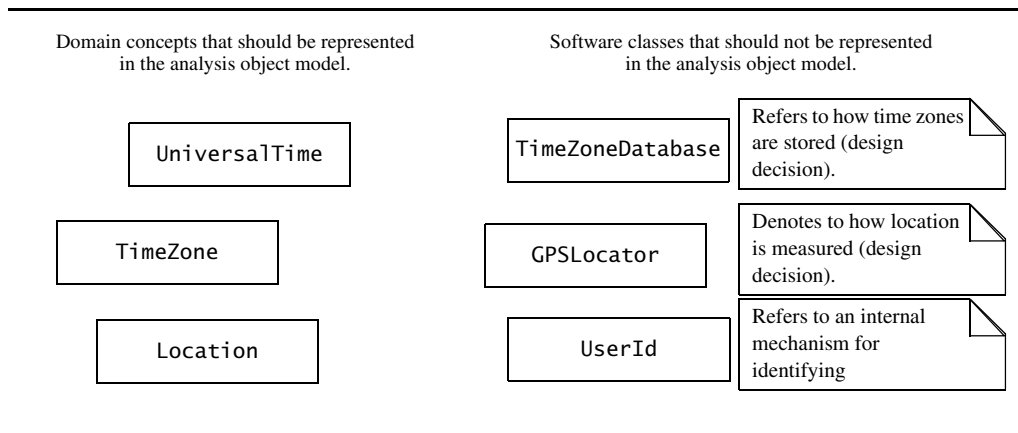 Domain concepts that should be represented
in the analysis object model.
Software classes that should not be represented
in the analysis object model.
UniversalTime
TimeZoneDatabase
Refers to how time zones
are stored (design
decision).
TimeZone
GPSLocator
Denotes to how location
is measured (design
decision).
Location
UserId
Refers to an internal
mechanism for
identifying